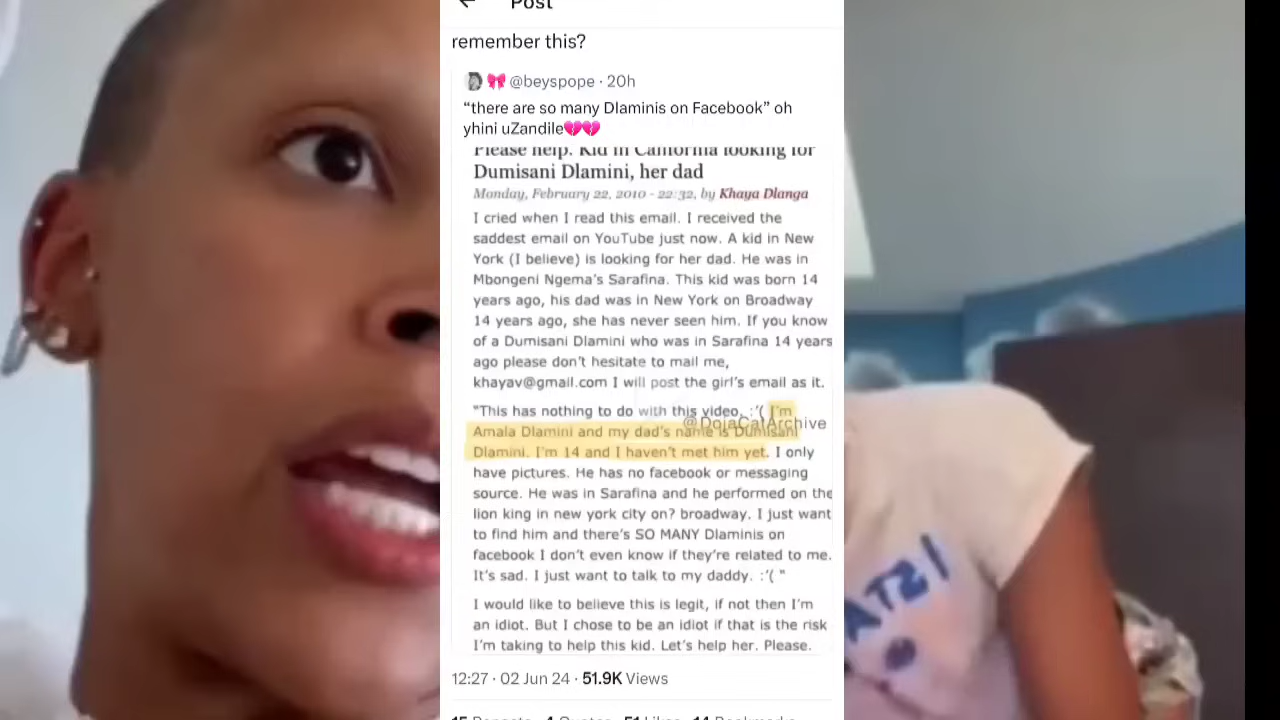 Post
remember this?
@beyspope · 20h
“there are so many Dlaminis on Facebook” oh
yhini uZandile💔💔
Please help. Kid in California looking for
Dumisani Dlamini, her dad
Monday, February 22, 2010 - 22:32, by Khaya Dlanga
I cried when I read this email. I received the
saddest email on YouTube just now. A kid in New
York (I believe) is looking for her dad. He was in
Mbongeni Ngema’s Sarafina. This kid was born 14
years ago, his dad was in New York on Broadway
14 years ago, she has never seen him. If you know
of a Dumisani Dlamini who was in Sarafina 14 years
ago please don’t hesitate to mail me,
khayav@gmail.com I will post the girl’s email as it.
“This has nothing to do with this video. :’( I’m
@DojaCatArchive
Amala Dlamini and my dad’s name is Dumisani
Dlamini. I’m 14 and I haven’t met him yet. I only
have pictures. He has no facebook or messaging
source. He was in Sarafina and he performed on the
lion king in new york city on? broadway. I just want
to find him and there’s SO MANY Dlaminis on
facebook I don’t even know if they’re related to me.
It’s sad. I just want to talk to my daddy. :’( ”
I would like to believe this is legit, if not then I’m
an idiot. But I chose to be an idiot if that is the risk
I’m taking to help this kid. Let’s help her. Please.
12:27 · 02 Jun 24 · 51.9K Views